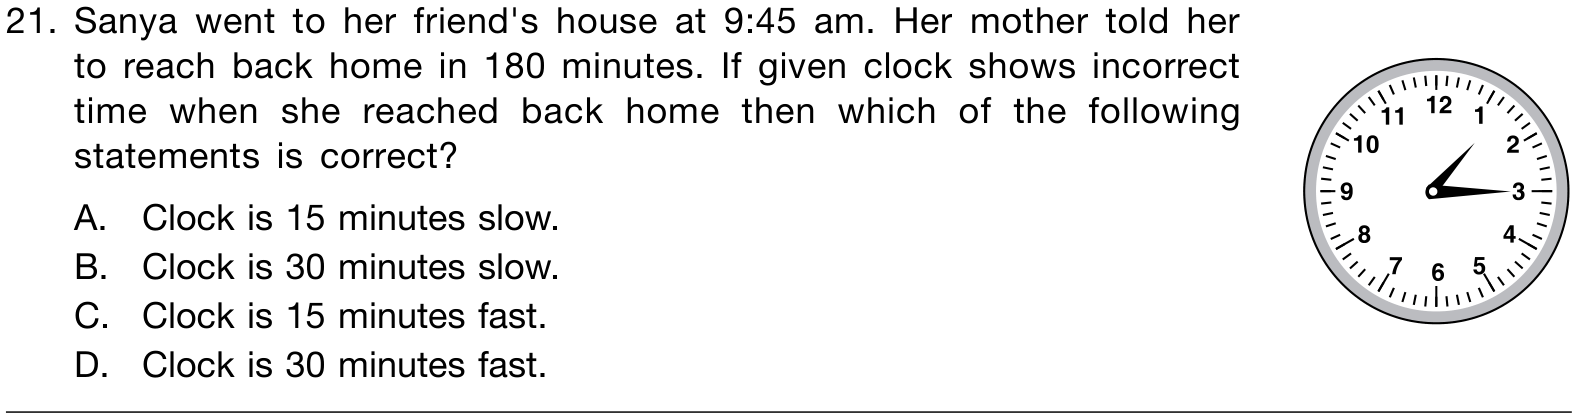 21. Sanya went to her friend's house at 9:45 am. Her mother told her
to reach back home in 180 minutes. If given clock shows incorrect
time when she reached back home then which of the following
statements is correct?
A. Clock is 15 minutes slow.
B. Clock is 30 minutes slow.
C. Clock is 15 minutes fast.
D. Clock is 30 minutes fast.
12
11 1
10 2
9 3
8 4
7 6 5